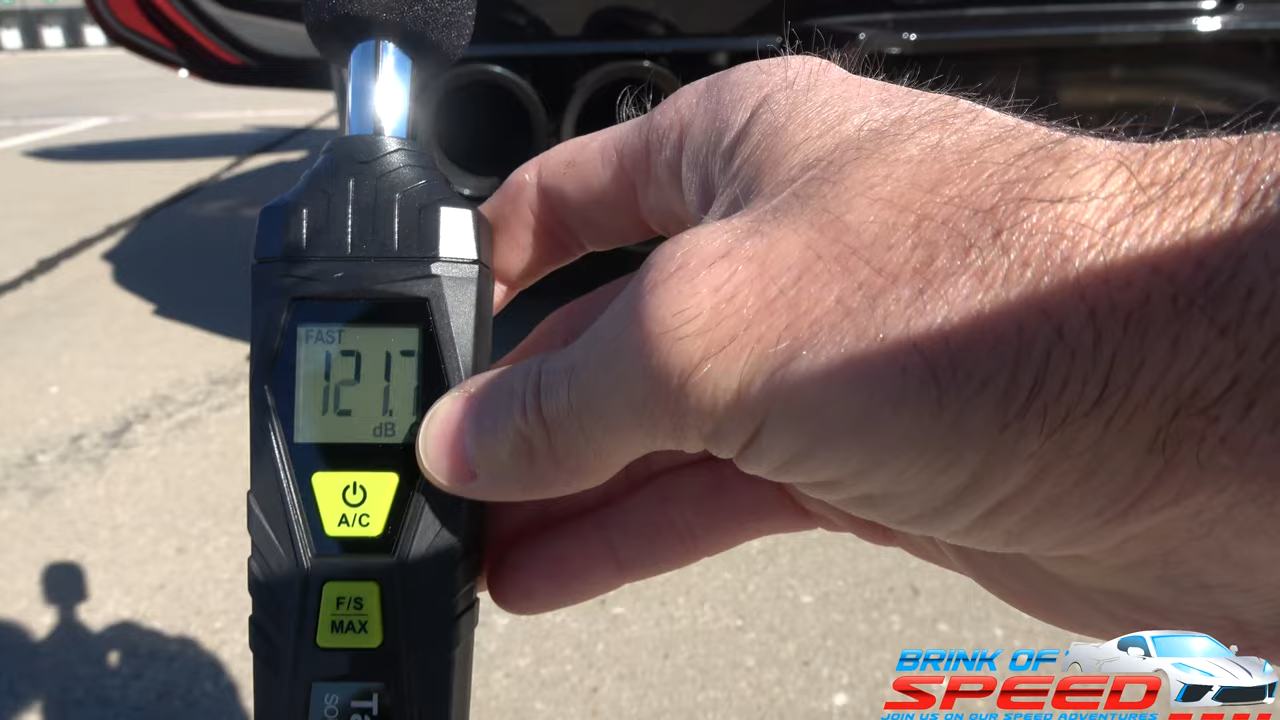 FAST
121.7
dB
A/C
F/S
MAX
BRINK OF
SPEED
JOIN US ON OUR SPEED ADVENTURES